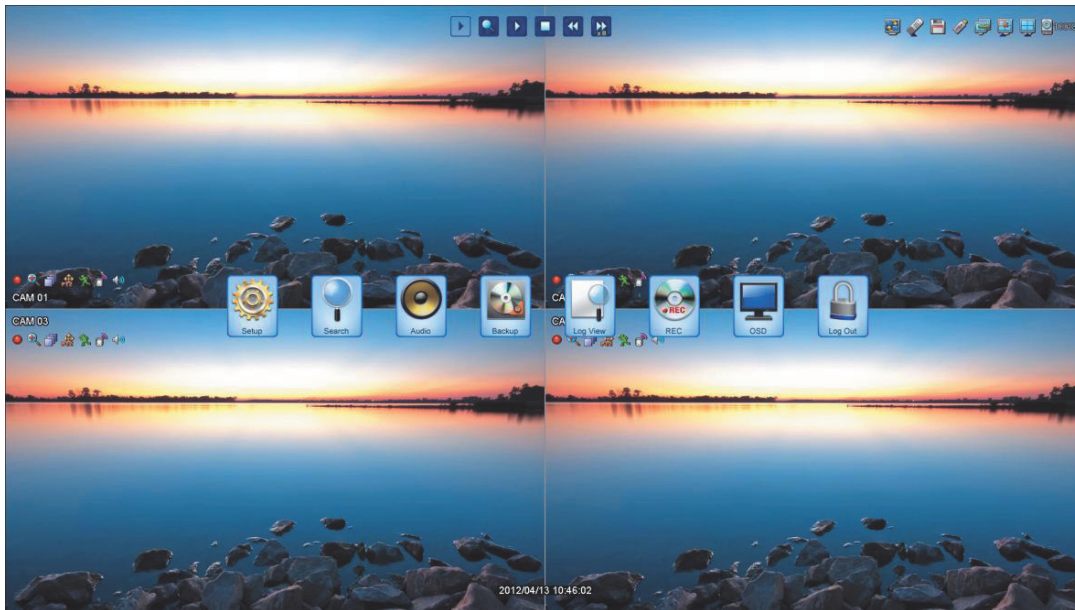 CAM 01
Setup
Search
Audio
Backup
Log View
REC
REC
OSD
Log Out
CAM 03
2012/04/13 10:46:02